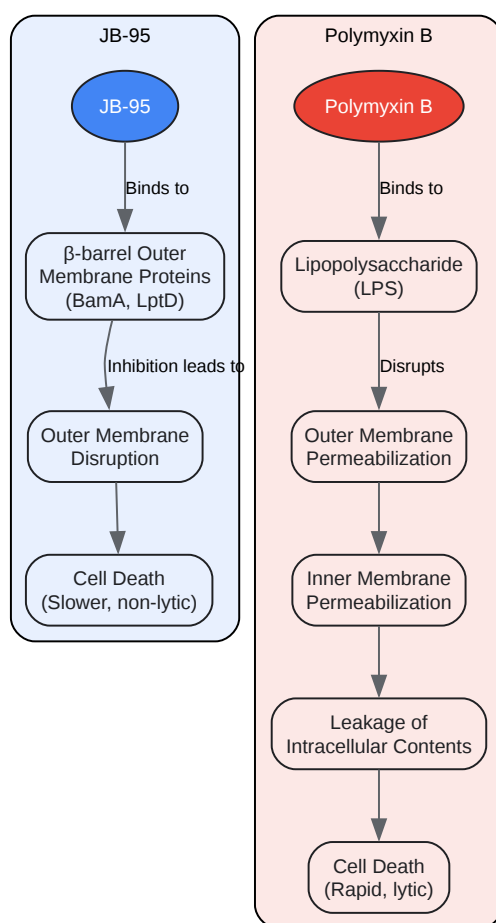 JB-95
JB-95
Binds to
β-barrel Outer
Membrane Proteins
(BamA, LptD)
Inhibition leads to
Outer Membrane
Disruption
Cell Death
(Slower, non-lytic)
Polymyxin B
Polymyxin B
Binds to
Lipopolysaccharide
(LPS)
Disrupts
Outer Membrane
Permeabilization
Inner Membrane
Permeabilization
Leakage of
Intracellular Contents
Cell Death
(Rapid, lytic)